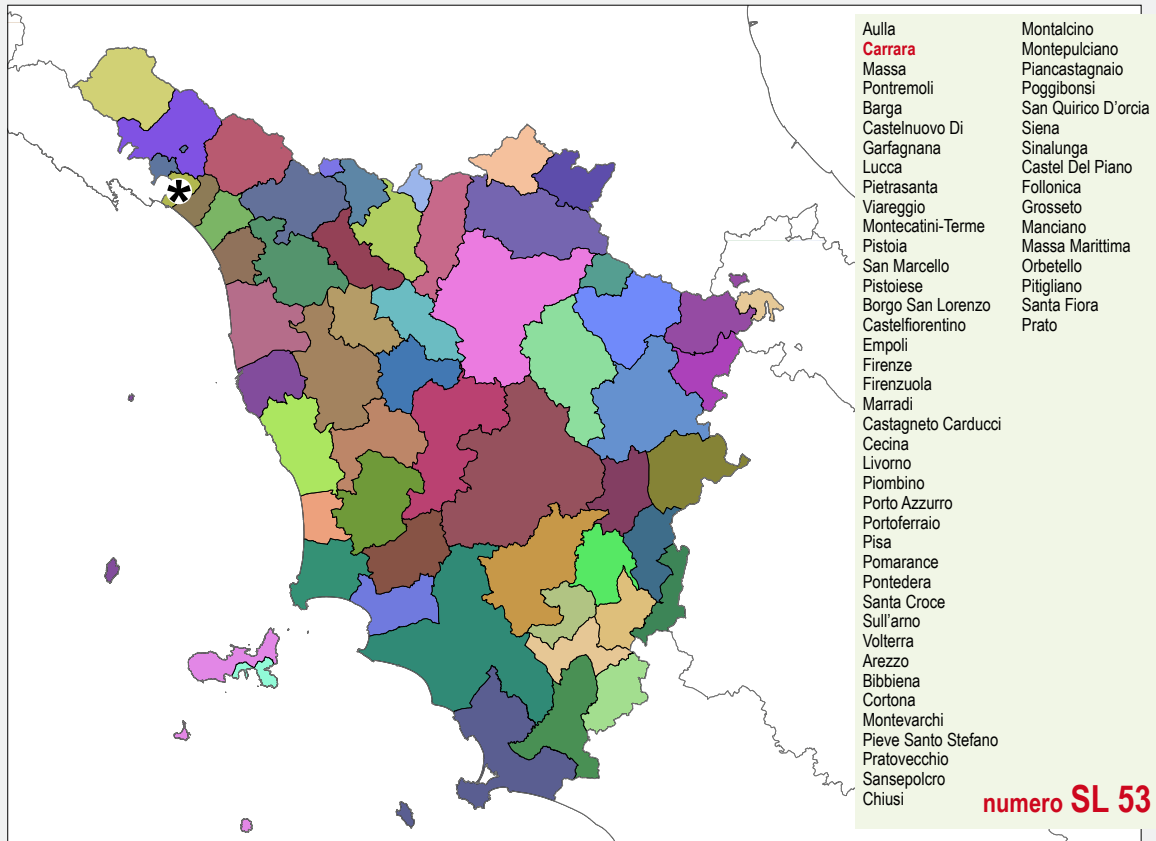 Aulla
Carrara
Massa
Pontremoli
Barga
Castelnuovo Di
Garfagnana
Lucca
Pietrasanta
Viareggio
Montecatini-Terme
Pistoia
San Marcello
Pistoiese
Borgo San Lorenzo
Castelfiorentino
Empoli
Firenze
Firenzuola
Marradi
Castagneto Carducci
Cecina
Livorno
Piombino
Porto Azzurro
Portoferraio
Pisa
Pomarance
Pontedera
Santa Croce
Sull'arno
Volterra
Arezzo
Bibbiena
Cortona
Montevarchi
Pieve Santo Stefano
Pratovecchio
Sansepolcro
Chiusi
Montalcino
Montepulciano
Piancastagnaio
Poggibonsi
San Quirico D'orcia
Siena
Sinalunga
Castel Del Piano
Follonica
Grosseto
Manciano
Massa Marittima
Orbetello
Pitigliano
Santa Fiora
Prato
numero SL 53